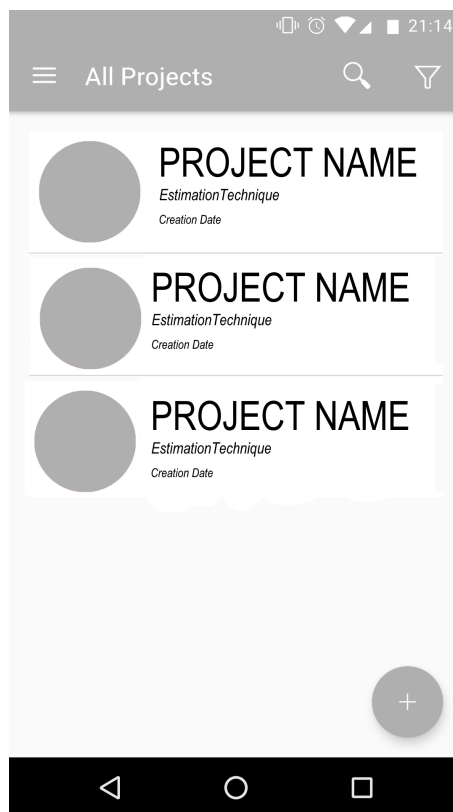 21:14
All Projects
PROJECT NAME
EstimationTechnique
Creation Date
PROJECT NAME
EstimationTechnique
Creation Date
PROJECT NAME
EstimationTechnique
Creation Date